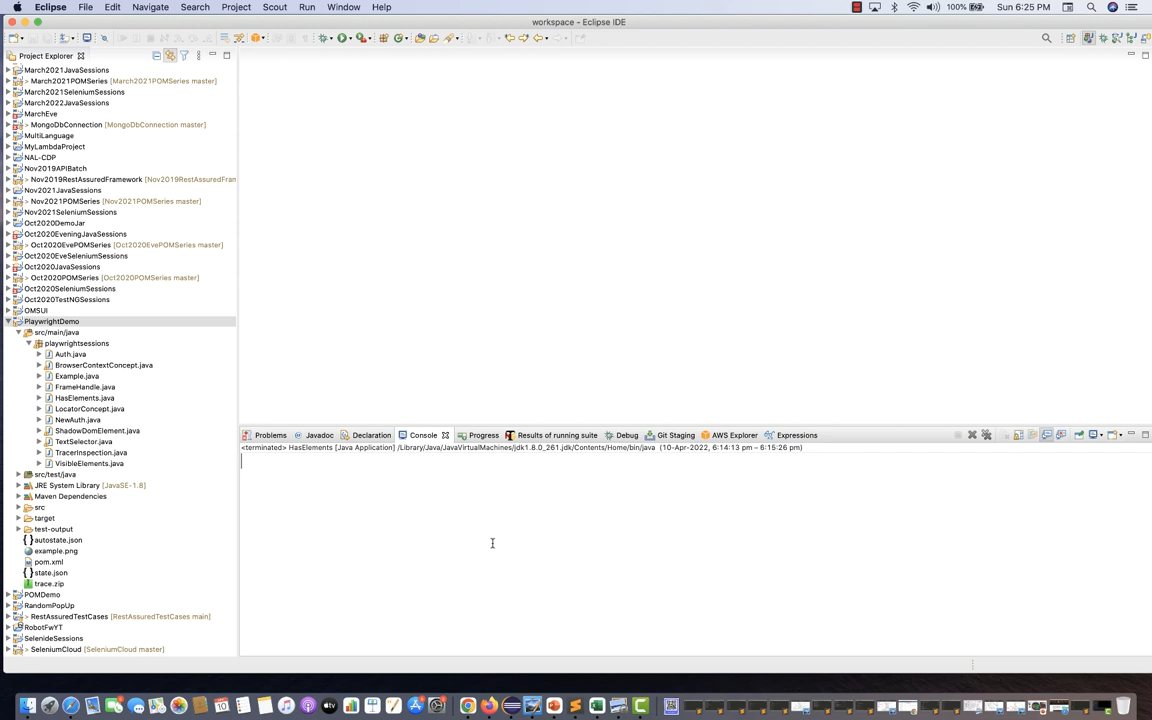 Eclipse File Edit Navigate Search Project Scout Run Window Help 100% Sun 6:25 PM
workspace - Eclipse IDE
Project Explorer
March2021JavaSessions
> March2021POMSeries [March2021POMSeries master]
March2021SeleniumSessions
March2022JavaSessions
MarchEve
> MongoDbConnection [MongoDbConnection master]
MultiLanguage
MyLambdaProject
NAL-CDP
Nov2019APIBatch
> Nov2019RestAssuredFramework [Nov2019RestAssuredFran
Nov2021JavaSessions
> Nov2021POMSeries [Nov2021POMSeries master]
Nov2021SeleniumSessions
Oct2020DemoJar
Oct2020EveningJavaSessions
> Oct2020EvePOMSeries [Oct2020EvePOMSeries master]
Oct2020EveSeleniumSessions
Oct2020JavaSessions
> Oct2020POMSeries [Oct2020POMSeries master]
Oct2020SeleniumSessions
Oct2020TestNGSessions
OMSUI
PlaywrightDemo
src/main/java
playwrightsessions
Auth.java
BrowserContextConcept.java
Example.java
FrameHandle.java
HasElements.java
LocatorConcept.java
NewAuth.java
ShadowDomElement.java
TextSelector.java
TracerInspection.java
VisibleElements.java
src/test/java
JRE System Library [JavaSE-1.8]
Maven Dependencies
src
target
test-output
autostate.json
example.png
pom.xml
state.json
trace.zip
POMDemo
RandomPopUp
> RestAssuredTestCases [RestAssuredTestCases main]
RobotFwYT
SelenideSessions
> SeleniumCloud [SeleniumCloud master]
Problems Javadoc Declaration Console Progress Results of running suite Debug Git Staging AWS Explorer Expressions
<terminated> HasElements [Java Application] /Library/Java/JavaVirtualMachines/jdk1.8.0_261.jdk/Contents/Home/bin/java (10-Apr-2022, 6:14:13 pm – 6:15:26 pm)